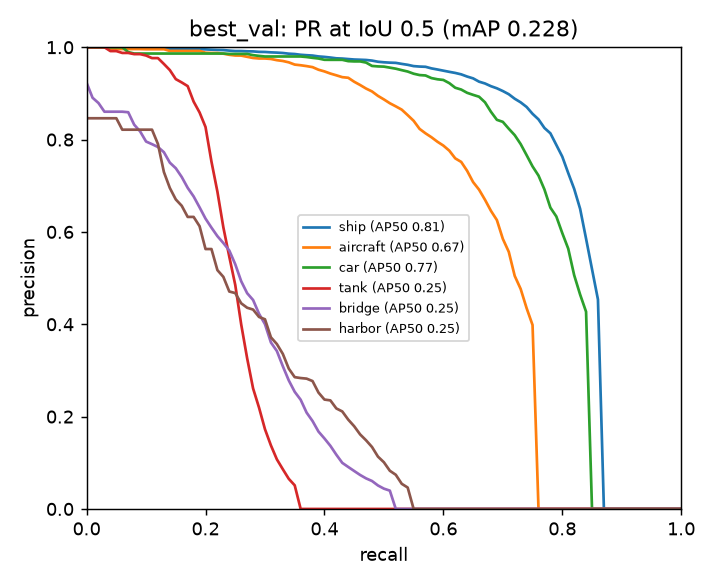 best_val: PR at IoU 0.5 (mAP 0.228)
precision
1.0
0.8
0.6
0.4
0.2
0.0
ship (AP50 0.81)
aircraft (AP50 0.67)
car (AP50 0.77)
tank (AP50 0.25)
bridge (AP50 0.25)
harbor (AP50 0.25)
0.0 0.2 0.4 0.6 0.8 1.0
recall